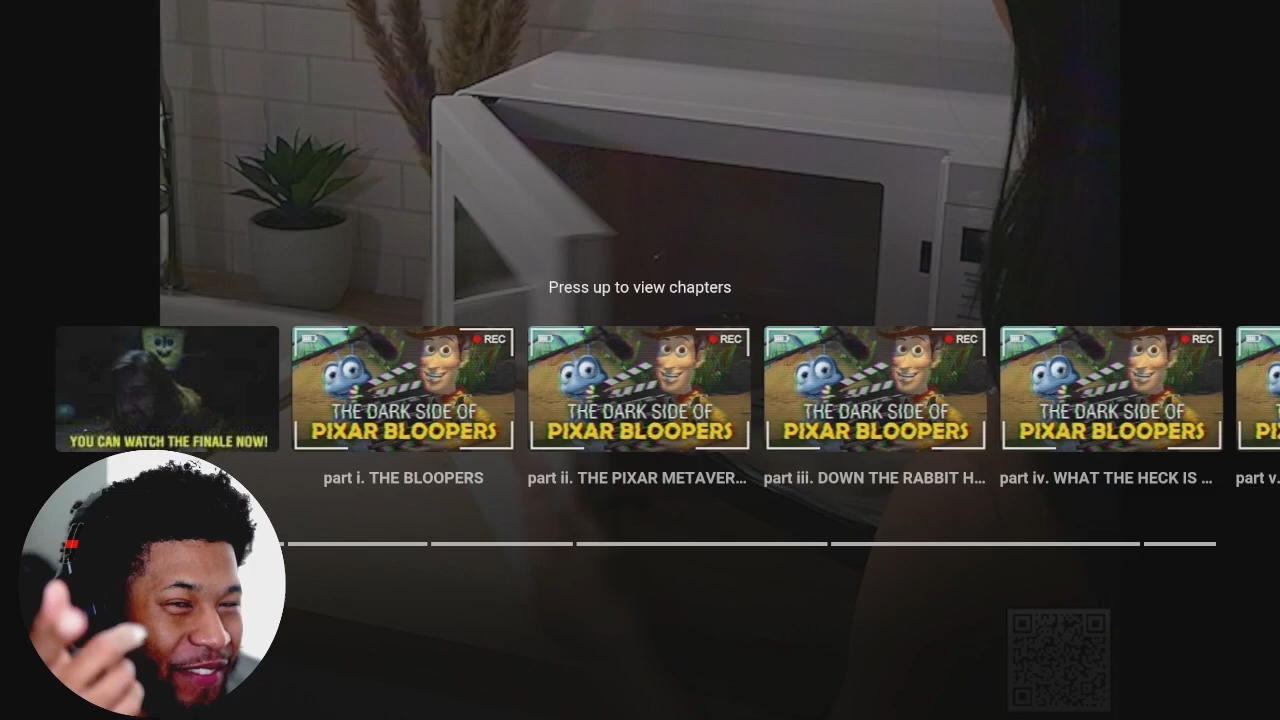 Press up to view chapters
YOU CAN WATCH THE FINALE NOW!
REC
THE DARK SIDE OF
PIXAR BLOOPERS
REC
THE DARK SIDE OF
PIXAR BLOOPERS
REC
THE DARK SIDE OF
PIXAR BLOOPERS
REC
THE DARK SIDE OF
PIXAR BLOOPERS
part i. THE BLOOPERS
part ii. THE PIXAR METAVER...
part iii. DOWN THE RABBIT H...
part iv. WHAT THE HECK IS ...
part v.